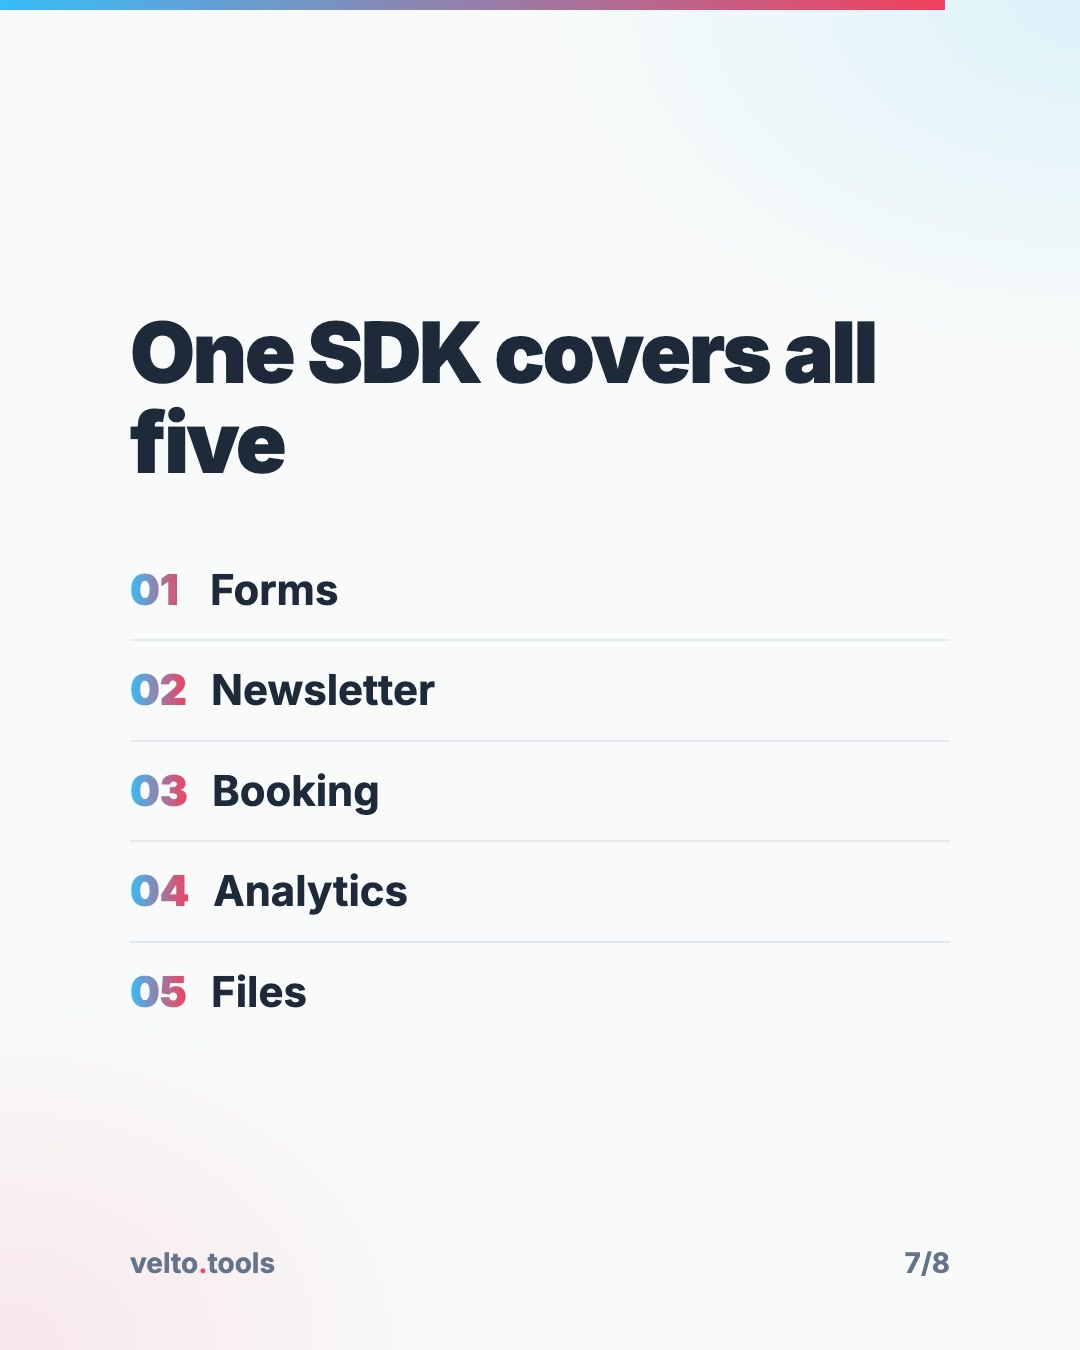 One SDK covers all
five
01 Forms
02 Newsletter
03 Booking
04 Analytics
05 Files
velto.tools
7/8